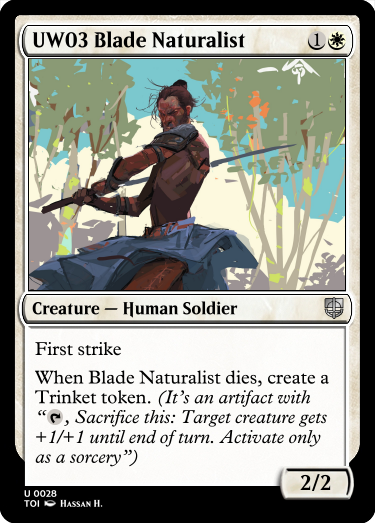 UW03 Blade Naturalist 1
Creature — Human Soldier
First strike
When Blade Naturalist dies, create a
Trinket token. (It's an artifact with
“, Sacrifice this: Target creature gets
+1/+1 until end of turn. Activate only
as a sorcery”)
2/2
U 0028
TOI Hassan H.